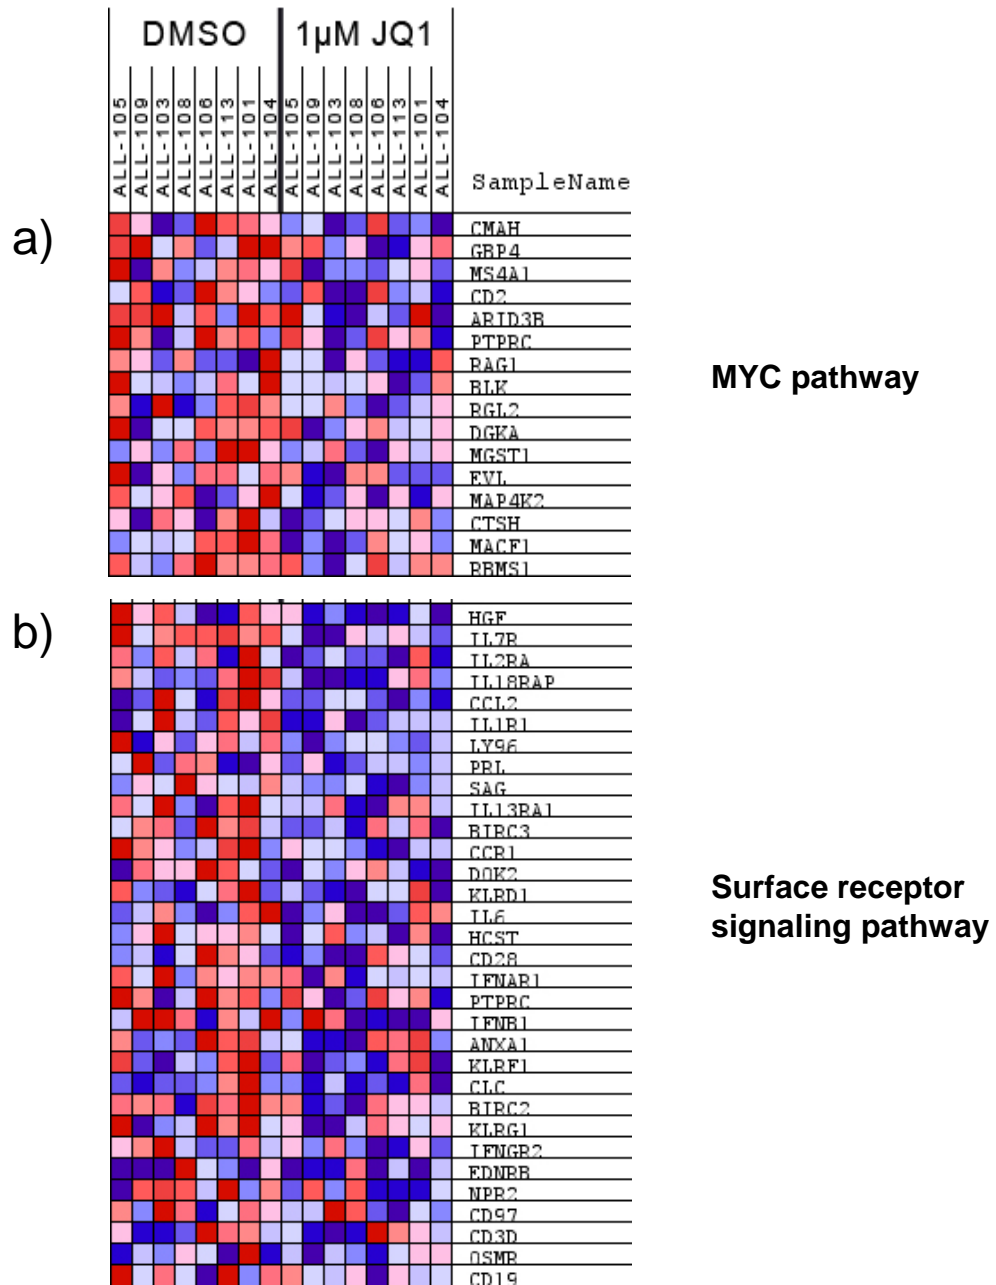 DMSO 1µM JQ1
ALL-105 ALL-109 ALL-103 ALL-108 ALL-106 ALL-113 ALL-101 ALL-104 ALL-105 ALL-109 ALL-103 ALL-108 ALL-106 ALL-113 ALL-101 ALL-104
SampleName
a)
CMAH
GBP4
MS4A1
CD2
ARID3B
PTPRC
RAG1
BLK
RGL2
DGKA
MGST1
EVL
MAP4K2
CTSH
MACF1
RBMS1
MYC pathway
b)
HGF
IL7R
IL2RA
IL18RAP
CCL2
IL1R1
LY96
PRL
SAG
IL13RA1
BIRC3
CCR1
DOK2
KLRD1
IL6
HCST
CD28
IFNAR1
PTPRC
IFNB1
ANXA1
KLRF1
CLC
BIRC2
KLRG1
IFNGR2
EDNRB
NPR2
CD97
CD3D
OSMR
CD19
Surface receptor
signaling pathway